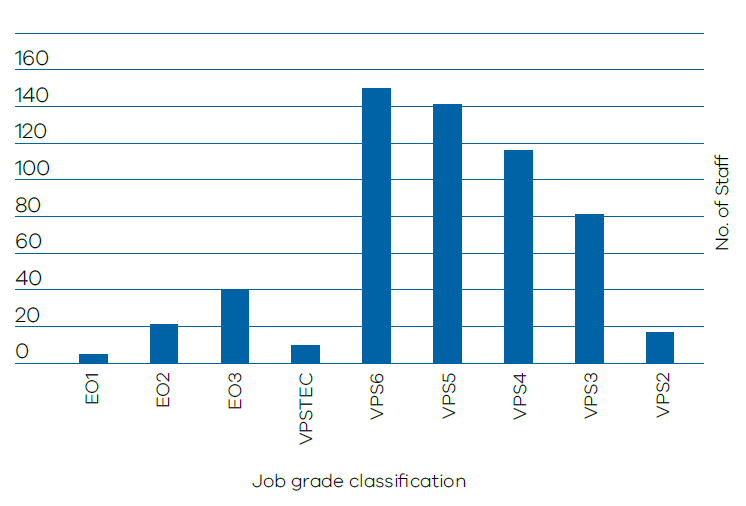 160
140
120
100
80
60
40
20
0
No. of Staff
EO1
EO2
EO3
VPSTEC
VPS6
VPS5
VPS4
VPS3
VPS2
Job grade classification